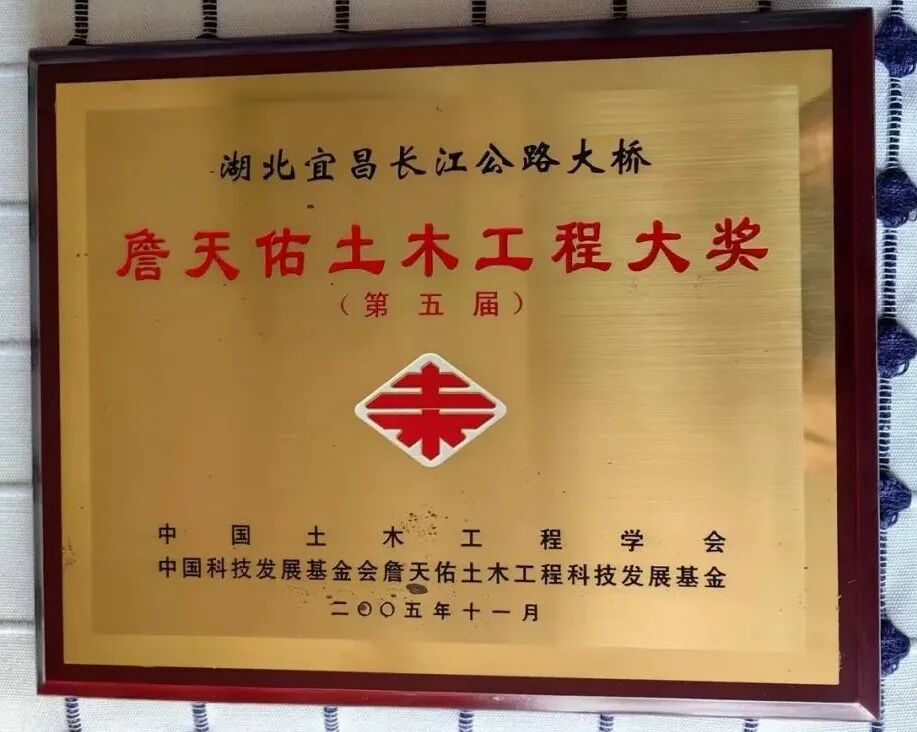 湖北宜昌长江公路大桥
詹天佑土木工程大奖
（第五届）
中国土木工程学会
中国科技发展基金会詹天佑土木工程科技发展基金
二〇〇五年十一月